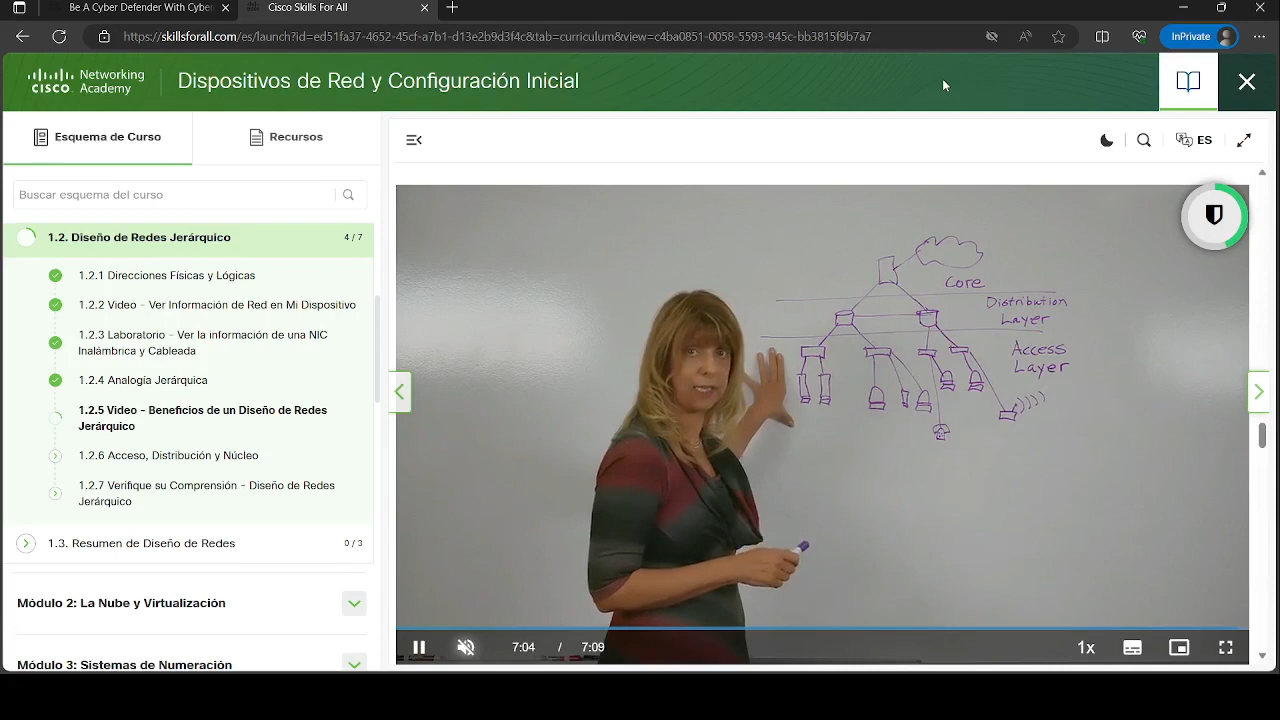 Be A Cyber Defender With Cyber
Cisco Skills For All
https://skillsforall.com/es/launch?id=ed51fa37-4652-45cf-a7b1-d13e2b9d3f4c8&tab=curriculum&view=c4ba0851-0058-5593-945c-bb3815f9b7a7
InPrivate
CISCO
Networking
Academy
Dispositivos de Red y Configuración Inicial
Esquema de Curso
Recursos
ES
Buscar esquema del curso
1.2. Diseño de Redes Jerárquico
4 / 7
1.2.1 Direcciones Físicas y Lógicas
1.2.2 Video – Ver Información de Red en Mi Dispositivo
1.2.3 Laboratorio – Ver la información de una NIC
Inalámbrica y Cableada
1.2.4 Analogía Jerárquica
1.2.5 Video – Beneficios de un Diseño de Redes
Jerárquico
1.2.6 Acceso, Distribución y Núcleo
1.2.7 Verifique su Comprensión – Diseño de Redes
Jerárquico
1.3. Resumen de Diseño de Redes
0 / 3
Módulo 2: La Nube y Virtualización
Módulo 3: Sistemas de Numeración
Core
Distribution
Layer
Access
Layer
7:04 / 7:09
1x